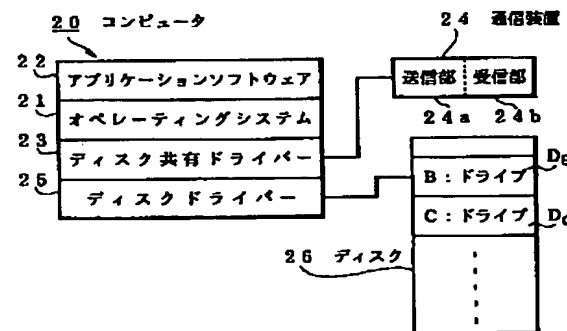 20 コンピュータ
24 通信装置
22 アプリケーションソフトウェア
21 オペレーティングシステム
23 ディスク共有ドライバー
25 ディスクドライバー
送信部 受信部
24a 24b
B:ドライブ DB
C:ドライブ DC
26 ディスク